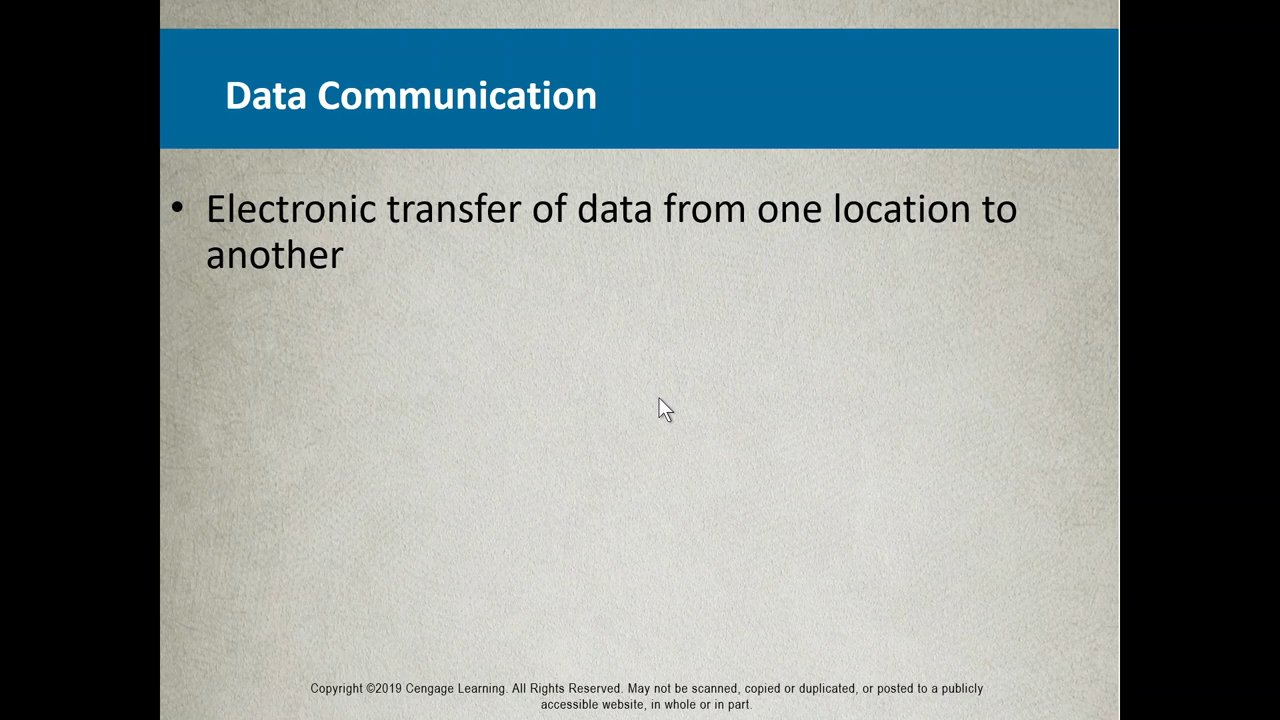 Data Communication
• Electronic transfer of data from one location to
another
Copyright ©2019 Cengage Learning. All Rights Reserved. May not be scanned, copied or duplicated, or posted to a publicly
accessible website, in whole or in part.